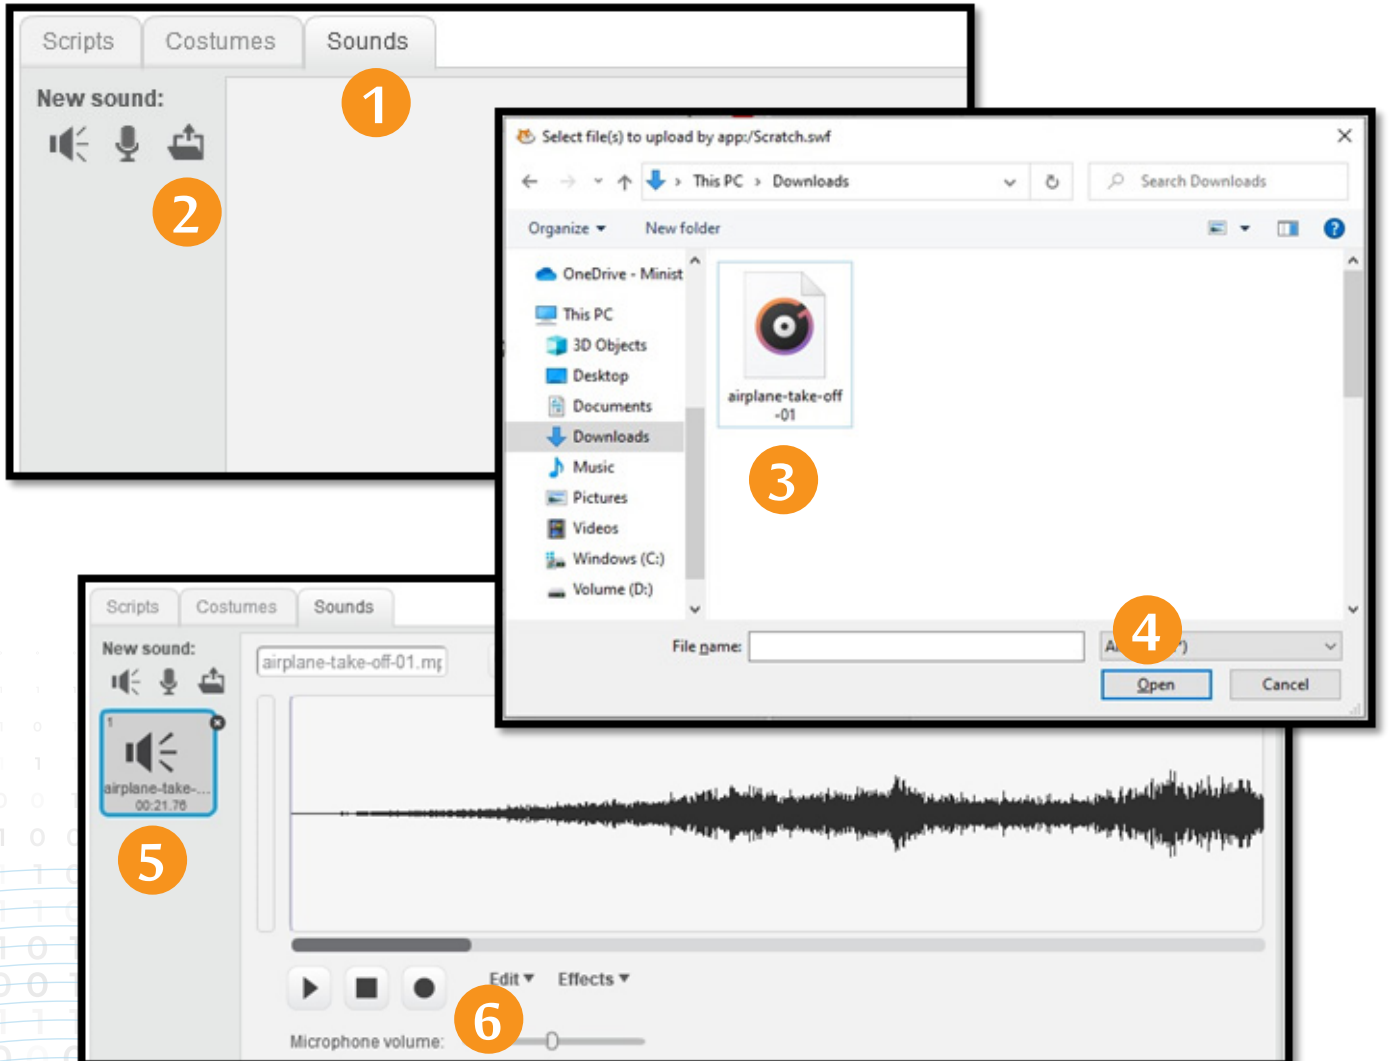 Scripts Costumes Sounds
1
New sound:
2
Select file(s) to upload by app:/Scratch.swf
This PC > Downloads
Search Downloads
Organize New folder
OneDrive - Minist
This PC
3D Objects
Desktop
Documents
Downloads
Music
Pictures
Videos
Windows (C:)
Volume (D:)
airplane-take-off
-01
3
File name:
4
Open Cancel
Scripts Costumes Sounds
New sound:
airplane-take-off-01.mp
1
airplane-take-...
00:21.76
5
Edit Effects
6
Microphone volume: